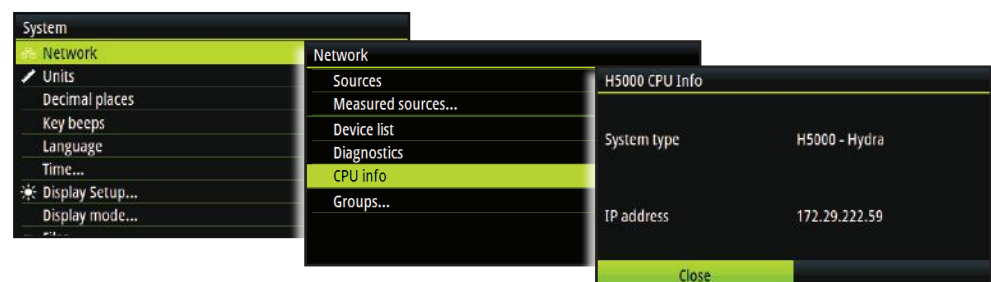 System
Network
Units
Decimal places
Key beeps
Language
Time...
Display Setup...
Display mode...
Network
Sources
Measured sources...
Device list
Diagnostics
CPU info
Groups...
H5000 CPU Info
System type H5000 - Hydra
IP address 172.29.222.59
Close